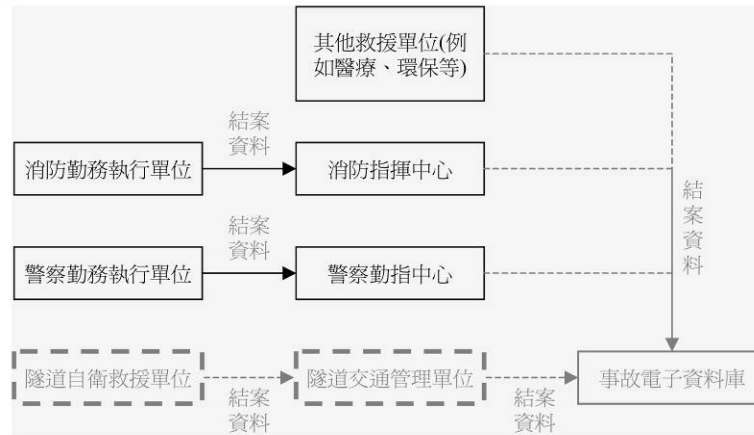 其他救援單位(例
如醫療、環保等)
結案
資料
消防勤務執行單位
消防指揮中心
結案
資料
警察勤務執行單位
警察勤指中心
結
案
資
料
隧道自衛救援單位
結案
資料
隧道交通管理單位
結案
資料
事故電子資料庫